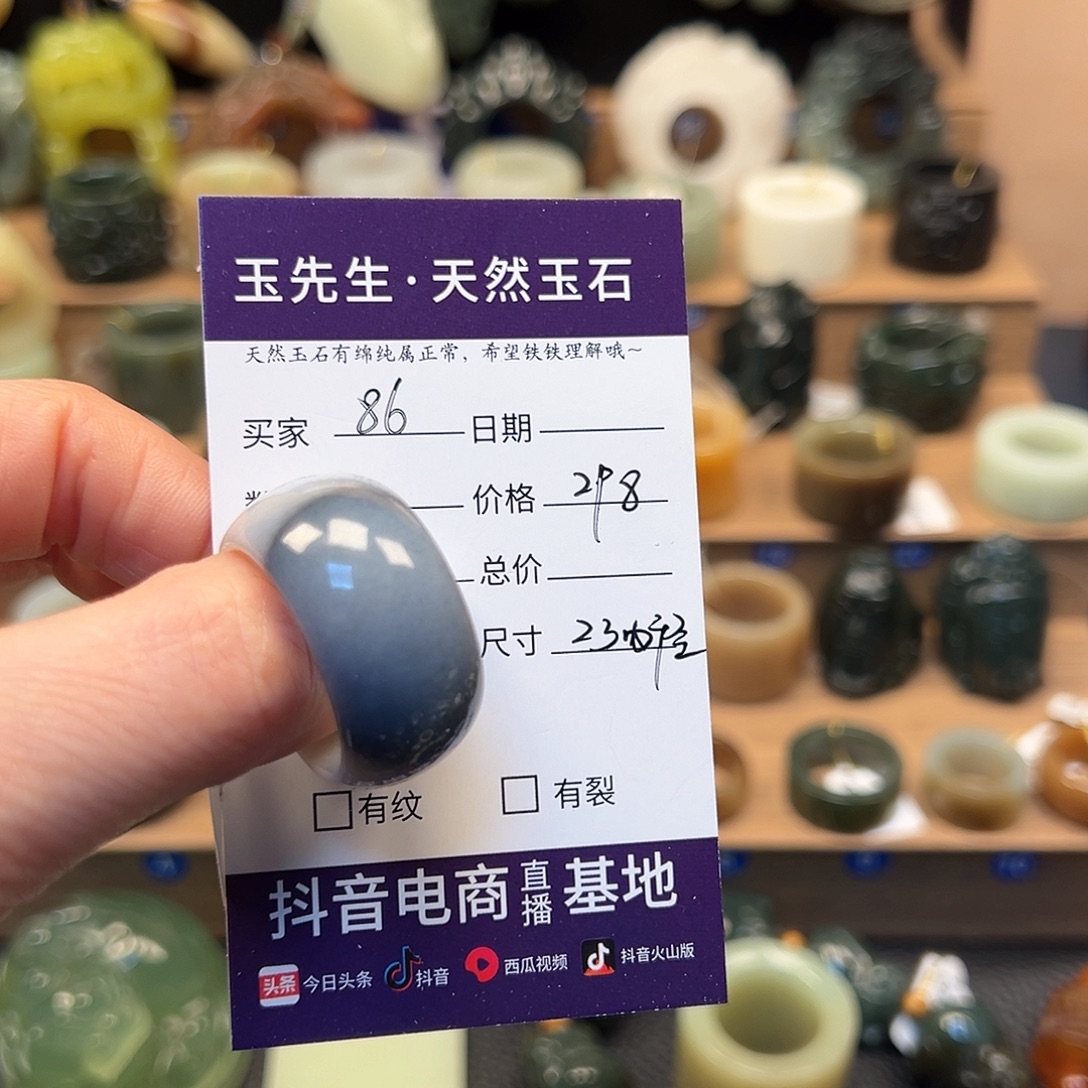 玉先生·天然玉石
天然玉石有绵纯属正常，希望铁铁理解哦~
买家 86 日期
价格 298
总价
尺寸 23内径
有纹 有裂
抖音电商直播基地
头条 今日头条 抖音 西瓜视频 抖音火山版